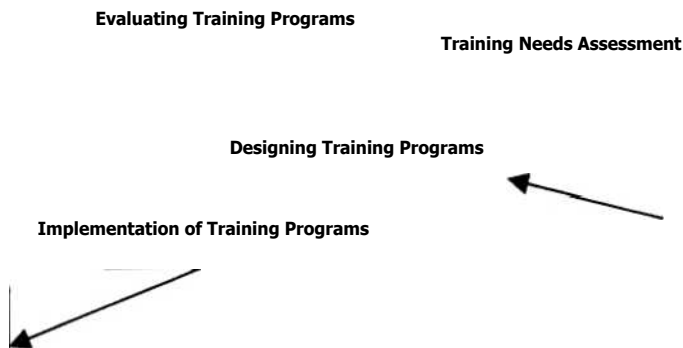 Evaluating Training Programs
Training Needs Assessment
Designing Training Programs
Implementation of Training Programs